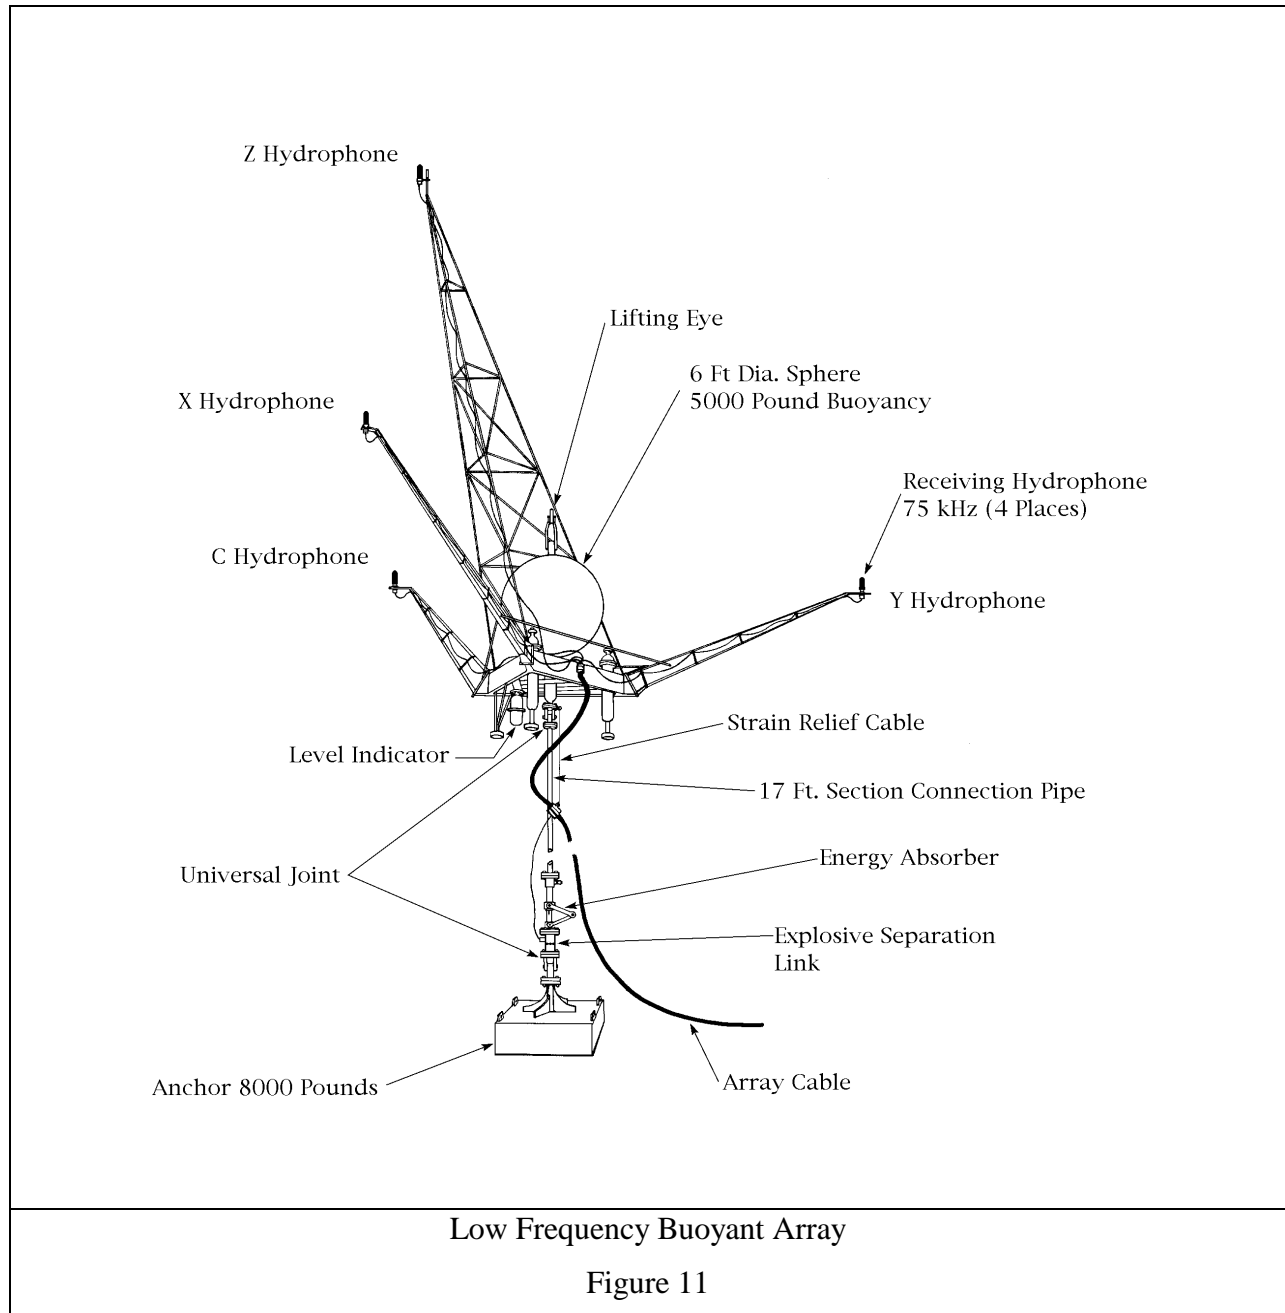 Z Hydrophone
Lifting Eye
6 Ft Dia. Sphere
5000 Pound Buoyancy
X Hydrophone
Receiving Hydrophone
75 kHz (4 Places)
C Hydrophone
Y Hydrophone
Strain Relief Cable
Level Indicator
17 Ft. Section Connection Pipe
Energy Absorber
Universal Joint
Explosive Separation
Link
Anchor 8000 Pounds
Array Cable
Low Frequency Buoyant Array
Figure 11